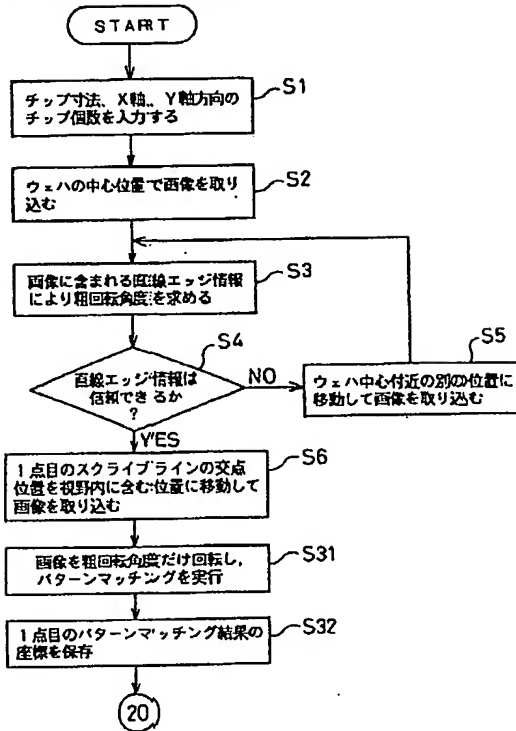 START
S1
チップ寸法、X軸、Y軸方向の
チップ個数を入力する
S2
ウェハの中心位置で画像を取り
込む
S3
画像に含まれる直線エッジ情報
により粗回転角度を求める
S4
直線エッジ情報は
信頼できるか
?
NO
S5
ウェハ中心付近の別の位置に
移動して画像を取り込む
YES
S6
1点目のスクライブラインの交点
位置を視野内に含む位置に移動して
画像を取り込む
S31
画像を粗回転角度だけ回転し,
パターンマッチングを実行
S32
1点目のパターンマッチング結果の
座標を保存
20